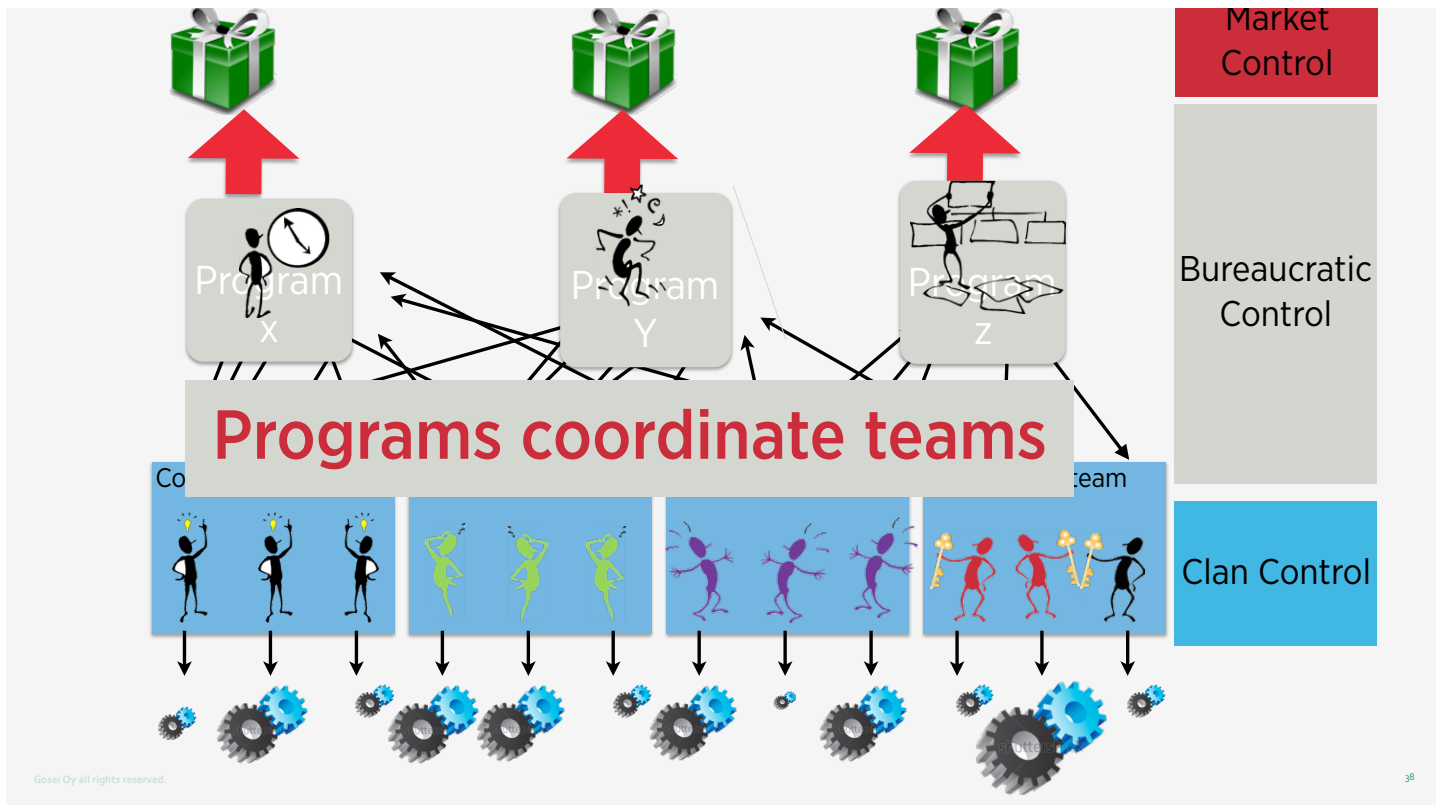 Market
Control
Program
x
Program
Y
Program
z
Bureaucratic
Control
Programs coordinate teams
Co
team
Clan Control
Gosei Oy all rights reserved.
38